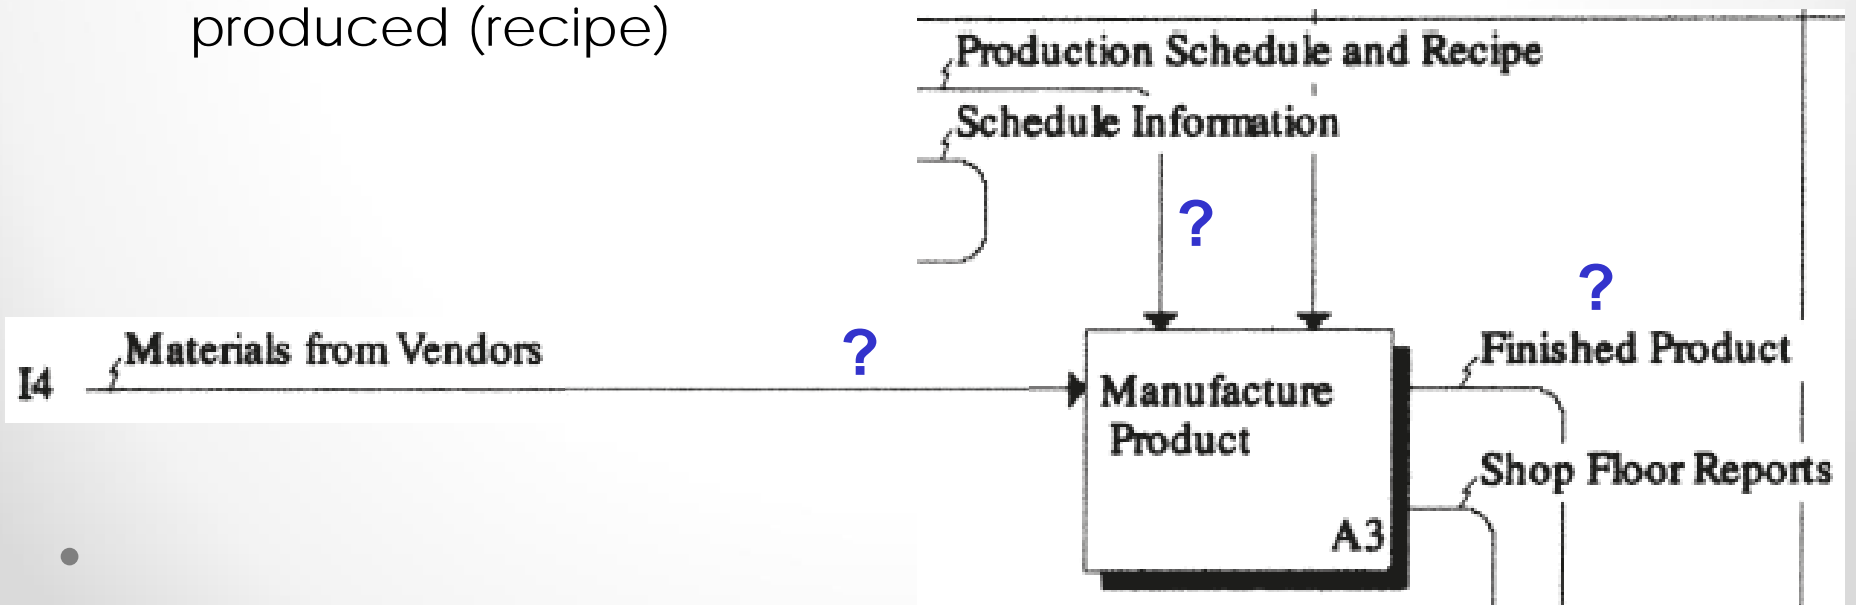 produced (recipe)
Production Schedule and Recipe
Schedule Information
?
?
Materials from Vendors
?
Finished Product
I4
Manufacture
Product
Shop Floor Reports
A3